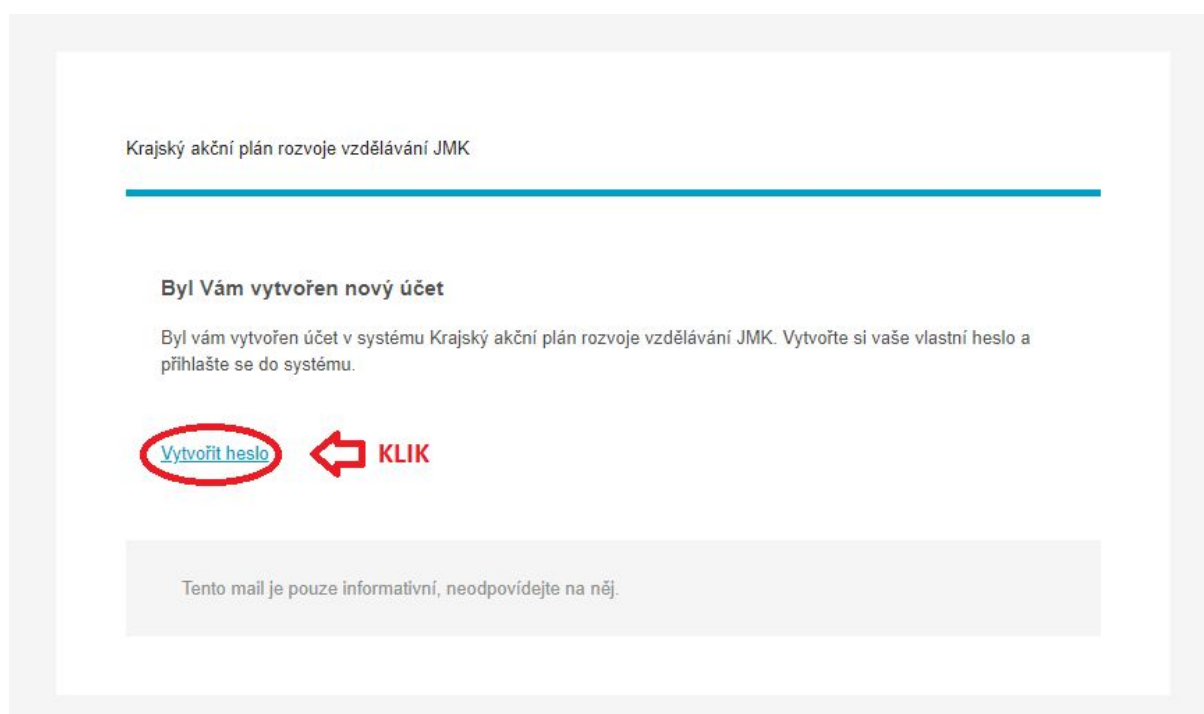 Krajský akční plán rozvoje vzdělávání JMK
Byl Vám vytvořen nový účet
Byl vám vytvořen účet v systému Krajský akční plán rozvoje vzdělávání JMK. Vytvořte si vaše vlastní heslo a
přihlašte se do systému.
Vytvořit heslo KLIK
Tento mail je pouze informativní, neodpovídejte na něj.